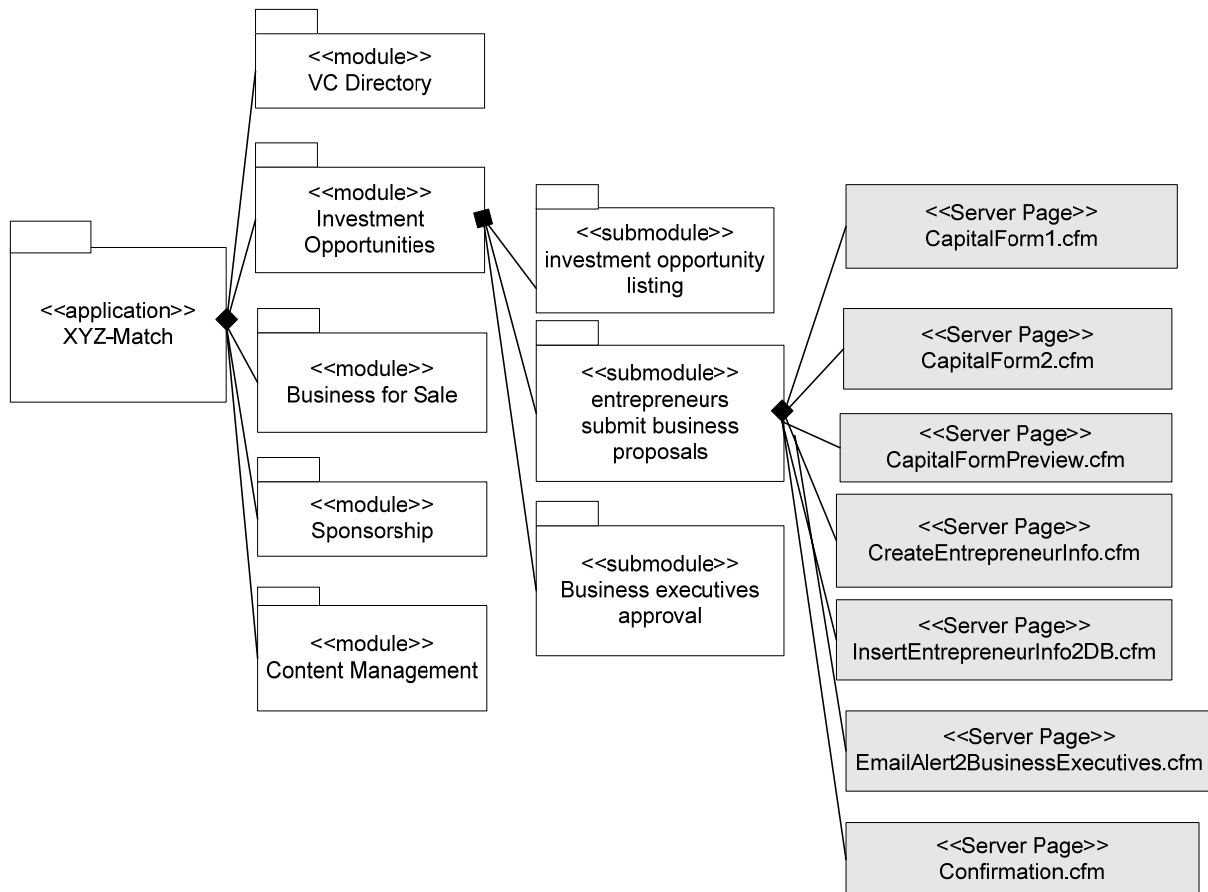 <<application>>
XYZ-Match
<<module>>
VC Directory
<<module>>
Investment
Opportunities
<<module>>
Business for Sale
<<module>>
Sponsorship
<<module>>
Content Management
<<submodule>>
investment opportunity
listing
<<submodule>>
entrepreneurs
submit business
proposals
<<submodule>>
Business executives
approval
<<Server Page>>
CapitalForm1.cfm
<<Server Page>>
CapitalForm2.cfm
<<Server Page>>
CapitalFormPreview.cfm
<<Server Page>>
CreateEntrepreneurInfo.cfm
<<Server Page>>
InsertEntrepreneurInfo2DB.cfm
<<Server Page>>
EmailAlert2BusinessExecutives.cfm
<<Server Page>>
Confirmation.cfm